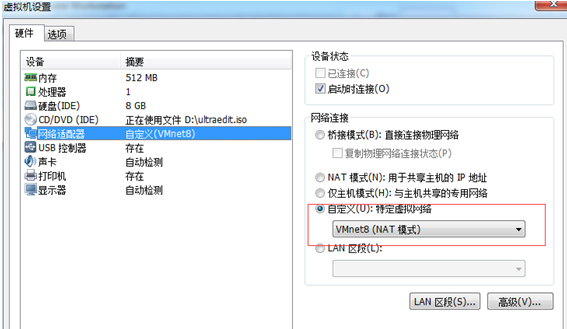 虚拟机设置
硬件 选项
设备 摘要
内存 512 MB
处理器 1
硬盘(IDE) 8 GB
CD/DVD (IDE) 正在使用文件 D:\ultraedit.iso
网络适配器 自定义(VMnet8)
USB 控制器 存在
声卡 自动检测
打印机 存在
显示器 自动检测
设备状态
已连接(C)
启动时连接(O)
网络连接
桥接模式(B): 直接连接物理网络
复制物理网络连接状态(P)
NAT 模式(N): 用于共享主机的 IP 地址
仅主机模式(H): 与主机共享的专用网络
自定义(U): 特定虚拟网络
VMnet8 (NAT 模式)
LAN 区段(L):
LAN 区段(S)... 高级(V)...